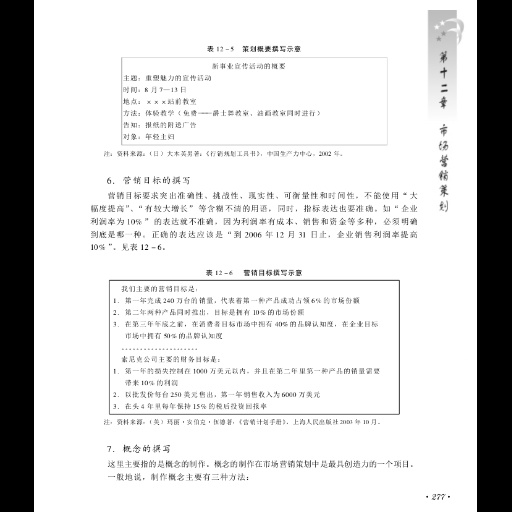 表 12-5 策划概要撰写示意
新事业宣传活动的概要
主题：重塑魅力的宣传活动
时间：8 月 7—13 日
地点：×××站前教室
方法：体验教学（免费——爵士舞教室、油画教室同时进行）
告知：报纸的附送广告
对象：年轻主妇
注：资料来源：（日）大木英男著：《行销规划工具书》，中国生产力中心，2002 年。
6. 营销目标的撰写
营销目标要求突出准确性、挑战性、现实性、可衡量性和时间性，不能使用“大
幅度提高”、“有较大增长”等含糊不清的用语，同时，指标表达也要准确，如“企业
利润率为 10%”的表达就不准确，因为利润率有成本、销售和资金等多种，必须明确
到底是哪一种。正确的表达应该是“到 2006 年 12 月 31 日止，企业销售利润率提高
10%”。见表 12-6。
表 12-6 营销目标撰写示意
我们主要的营销目标是：
1. 第一年完成 240 万台的销量，代表着第一种产品成功占领 6% 的市场份额
2. 第二年两种产品同时推出，目标是拥有 10% 的市场份额
3. 在第三年年底之前，在消费者目标市场中拥有 40% 的品牌认知度，在企业目标
市场中拥有 50% 的品牌认知度
索尼克公司主要的财务目标是：
1. 第一年的损失控制在 1000 万美元以内，并且在第二年里第一种产品的销量需要
带来 10% 的利润
2. 以批发价每台 250 美元售出，第一年销售收入为 6000 万美元
3. 在头 4 年里每年保持 15% 的税后投资回报率
注：资料来源：（美）玛丽·安伯克·伍德著：《营销计划手册》，上海人民出版社 2003 年 10 月。
7. 概念的撰写
这里主要指的是概念的制作。概念的制作在市场营销策划中是最具创造力的一个项目，
一般地说，制作概念主要有三种方法：
第十二章 市场营销策划
·277·